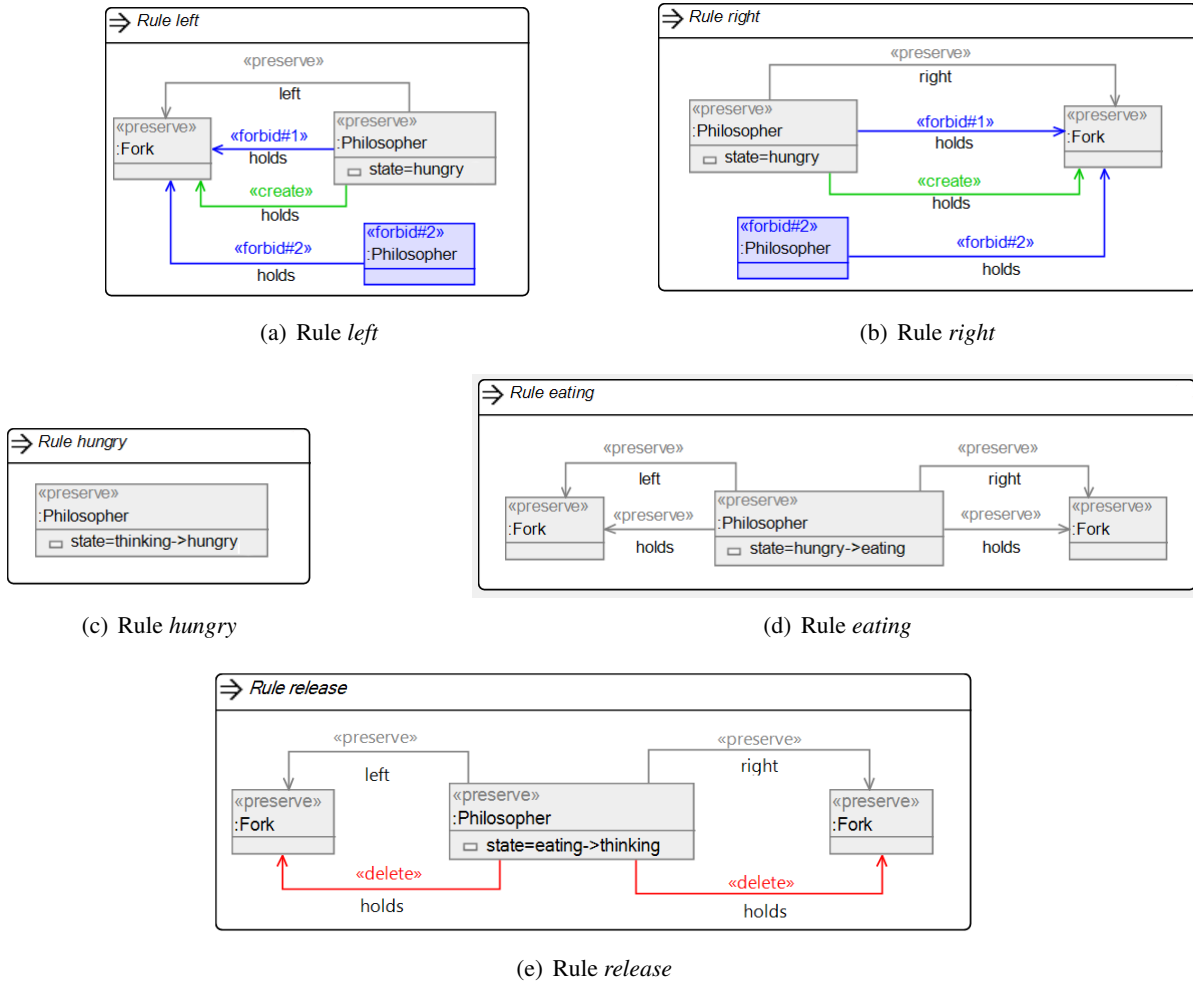 Rule left
«preserve»
left
«preserve»
:Fork
«preserve»
:Philosopher
state=hungry
«forbid#1»
holds
«create»
holds
«forbid#2»
holds
«forbid#2»
:Philosopher
(a) Rule left
Rule right
«preserve»
right
«preserve»
:Philosopher
state=hungry
«preserve»
:Fork
«forbid#1»
holds
«create»
holds
«forbid#2»
:Philosopher
«forbid#2»
holds
(b) Rule right
Rule hungry
«preserve»
:Philosopher
state=thinking->hungry
(c) Rule hungry
Rule eating
«preserve»
left
«preserve»
right
«preserve»
:Fork
«preserve»
holds
«preserve»
:Philosopher
state=hungry->eating
«preserve»
holds
«preserve»
:Fork
(d) Rule eating
Rule release
«preserve»
left
«preserve»
right
«preserve»
:Fork
«preserve»
:Philosopher
state=eating->thinking
«preserve»
:Fork
«delete»
holds
«delete»
holds
(e) Rule release